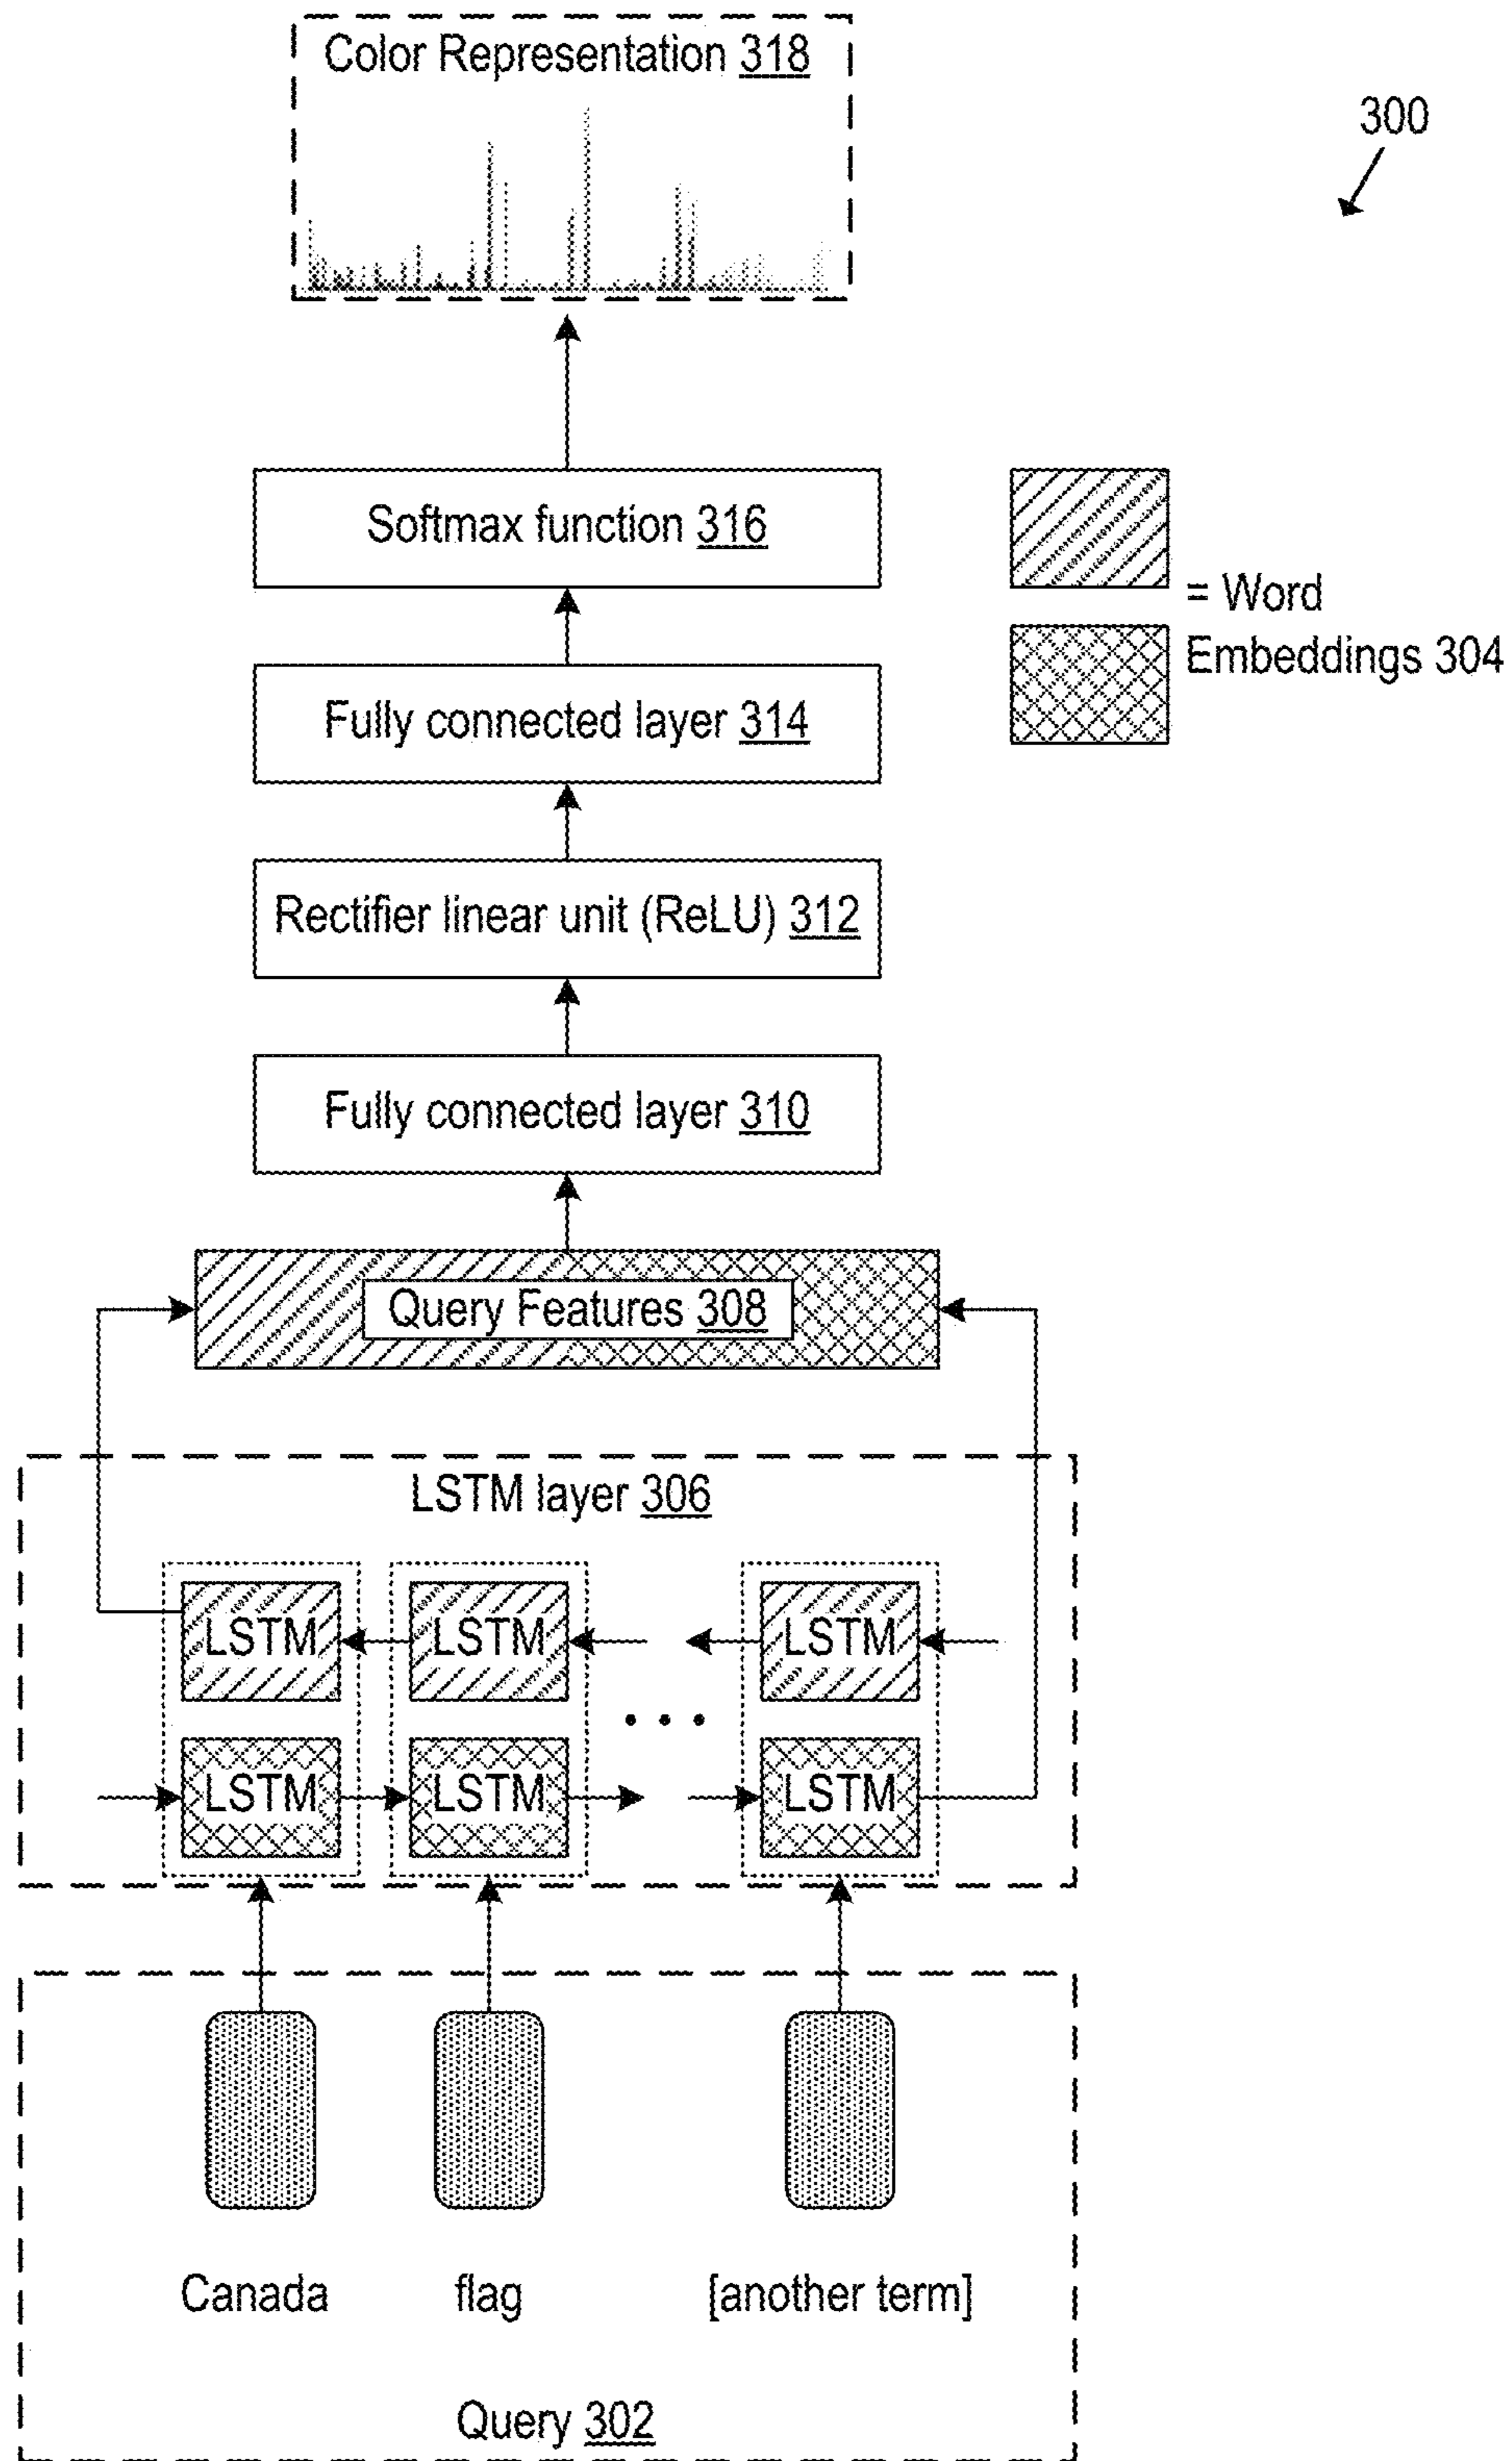 Color Representation 318
300
Softmax function 316
= Word
Embeddings 304
Fully connected layer 314
Rectifier linear unit (ReLU) 312
Fully connected layer 310
Query Features 308
LSTM layer 306
LSTM LSTM LSTM
. . .
LSTM LSTM LSTM
Canada flag [another term]
Query 302